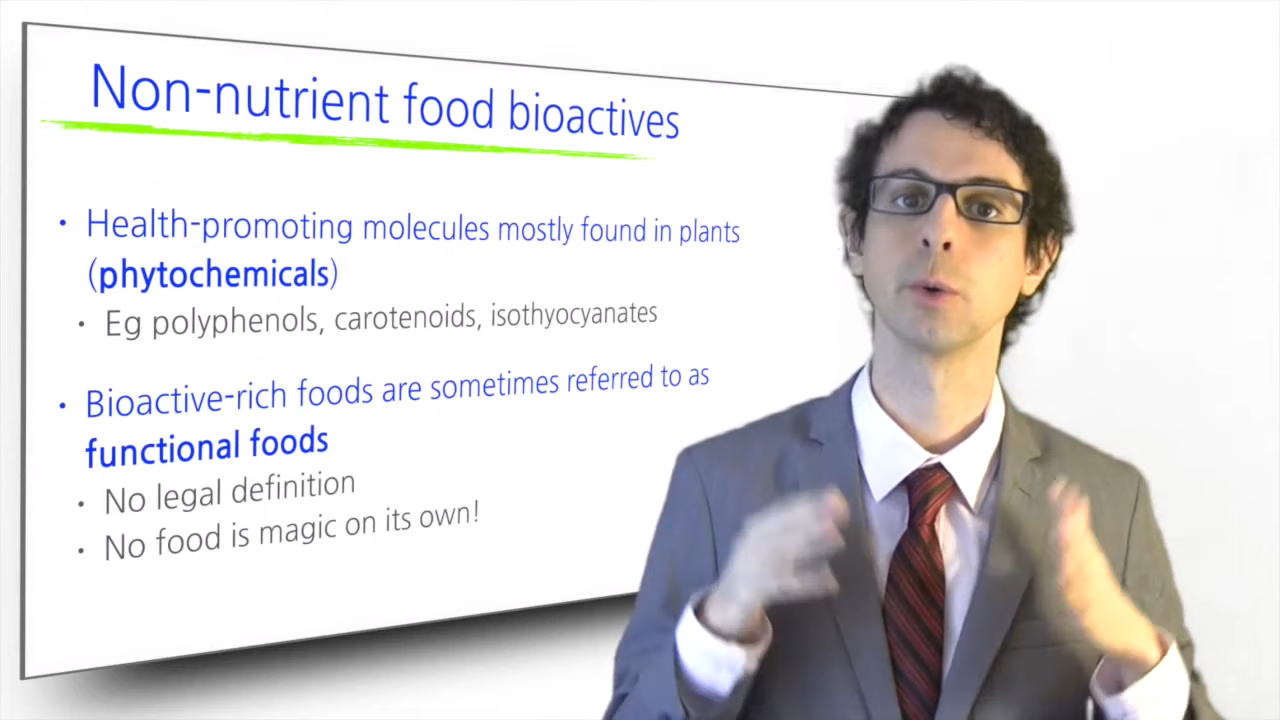 Non-nutrient food bioactives
• Health-promoting molecules mostly found in plants
(phytochemicals)
• Eg polyphenols, carotenoids, isothyocyanates
• Bioactive-rich foods are sometimes referred to as
functional foods
• No legal definition
• No food is magic on its own!